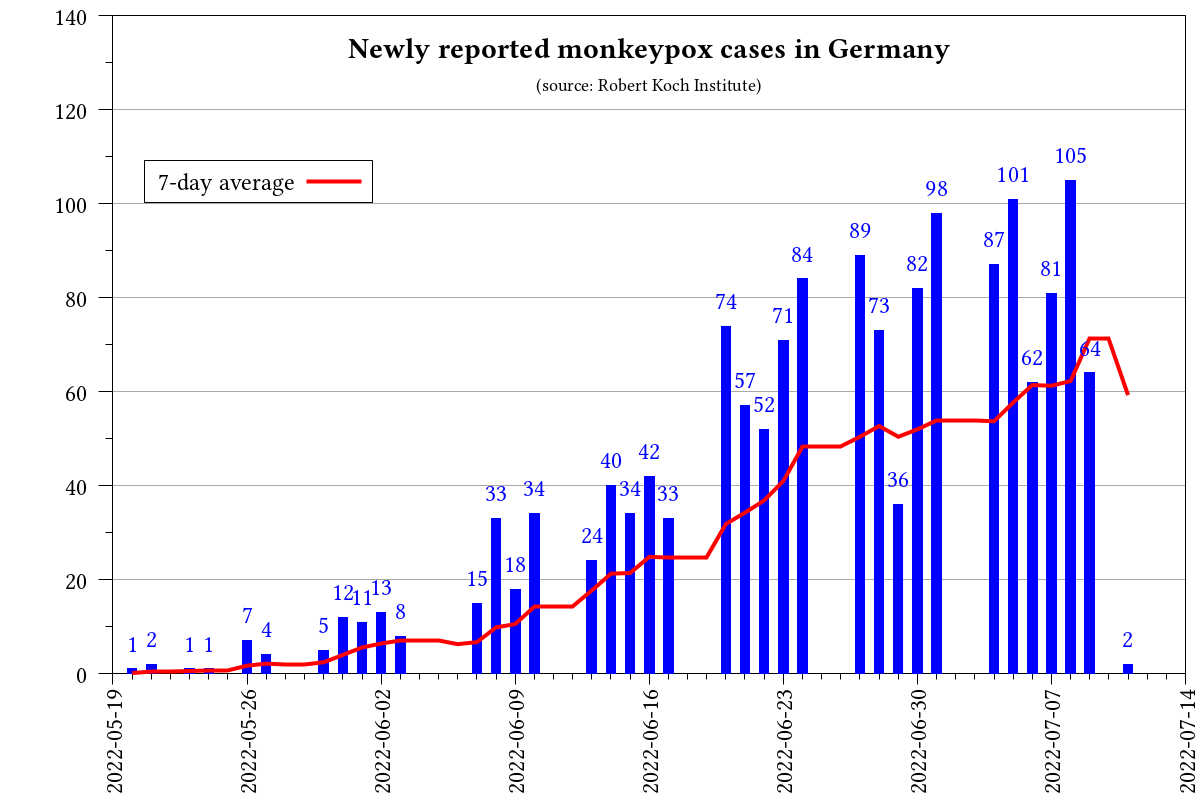 Newly reported monkeypox cases in Germany
(source: Robert Koch Institute)
7-day average
140
120
100
80
60
40
20
0
1 2 1 1 7 4 5 12 11 13 8 15 33 18 34 24 40 34 42 33 74 57 52 71 84 89 73 36 82 98 87 101 62 81 105 64 2
2022-05-19 2022-05-26 2022-06-02 2022-06-09 2022-06-16 2022-06-23 2022-06-30 2022-07-07 2022-07-14